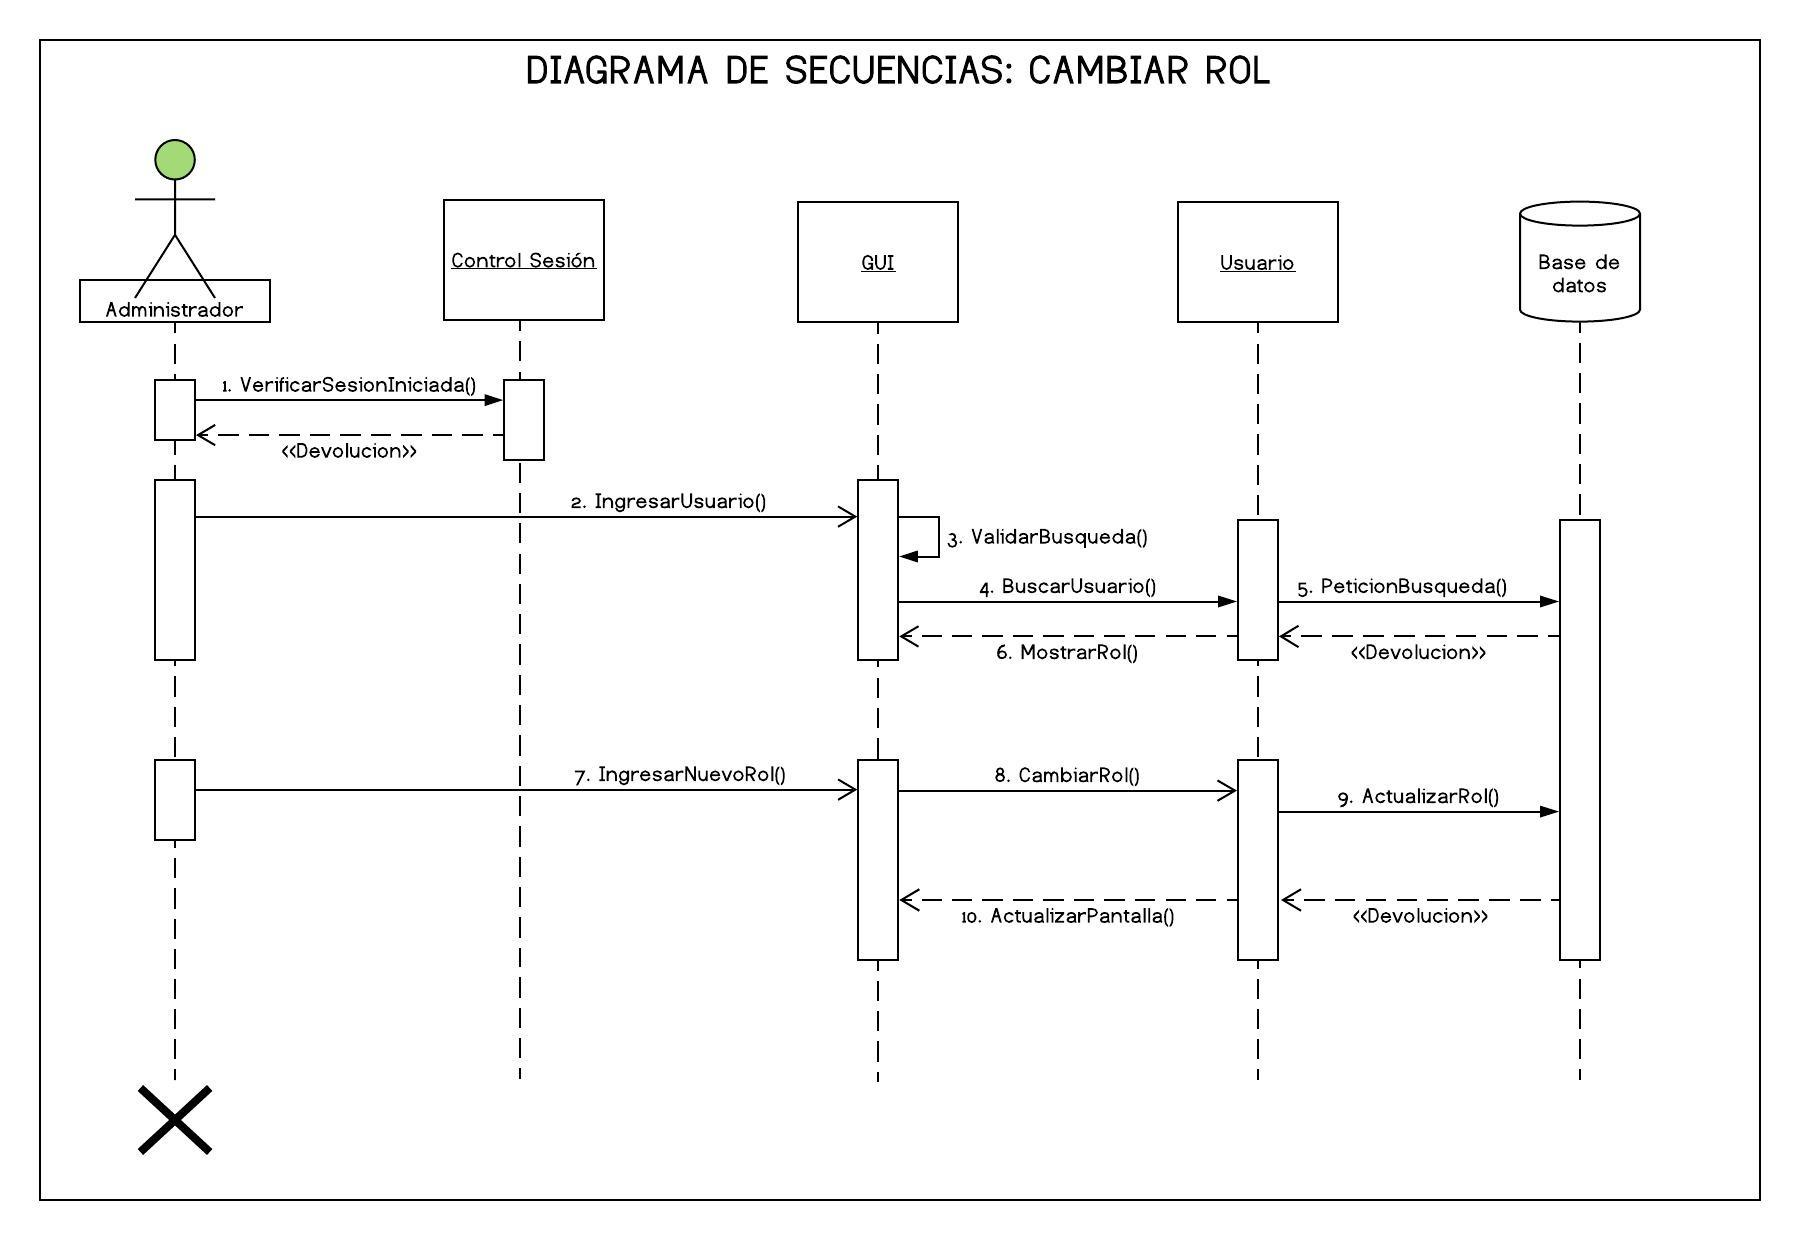 DIAGRAMA DE SECUENCIAS: CAMBIAR ROL
Administrador
Control Sesión
GUI
Usuario
Base de
datos
1. VerificarSesionIniciada()
<<Devolucion>>
2. IngresarUsuario()
3. ValidarBusqueda()
4. BuscarUsuario()
5. PeticionBusqueda()
6. MostrarRol()
<<Devolucion>>
7. IngresarNuevoRol()
8. CambiarRol()
9. ActualizarRol()
10. ActualizarPantalla()
<<Devolucion>>